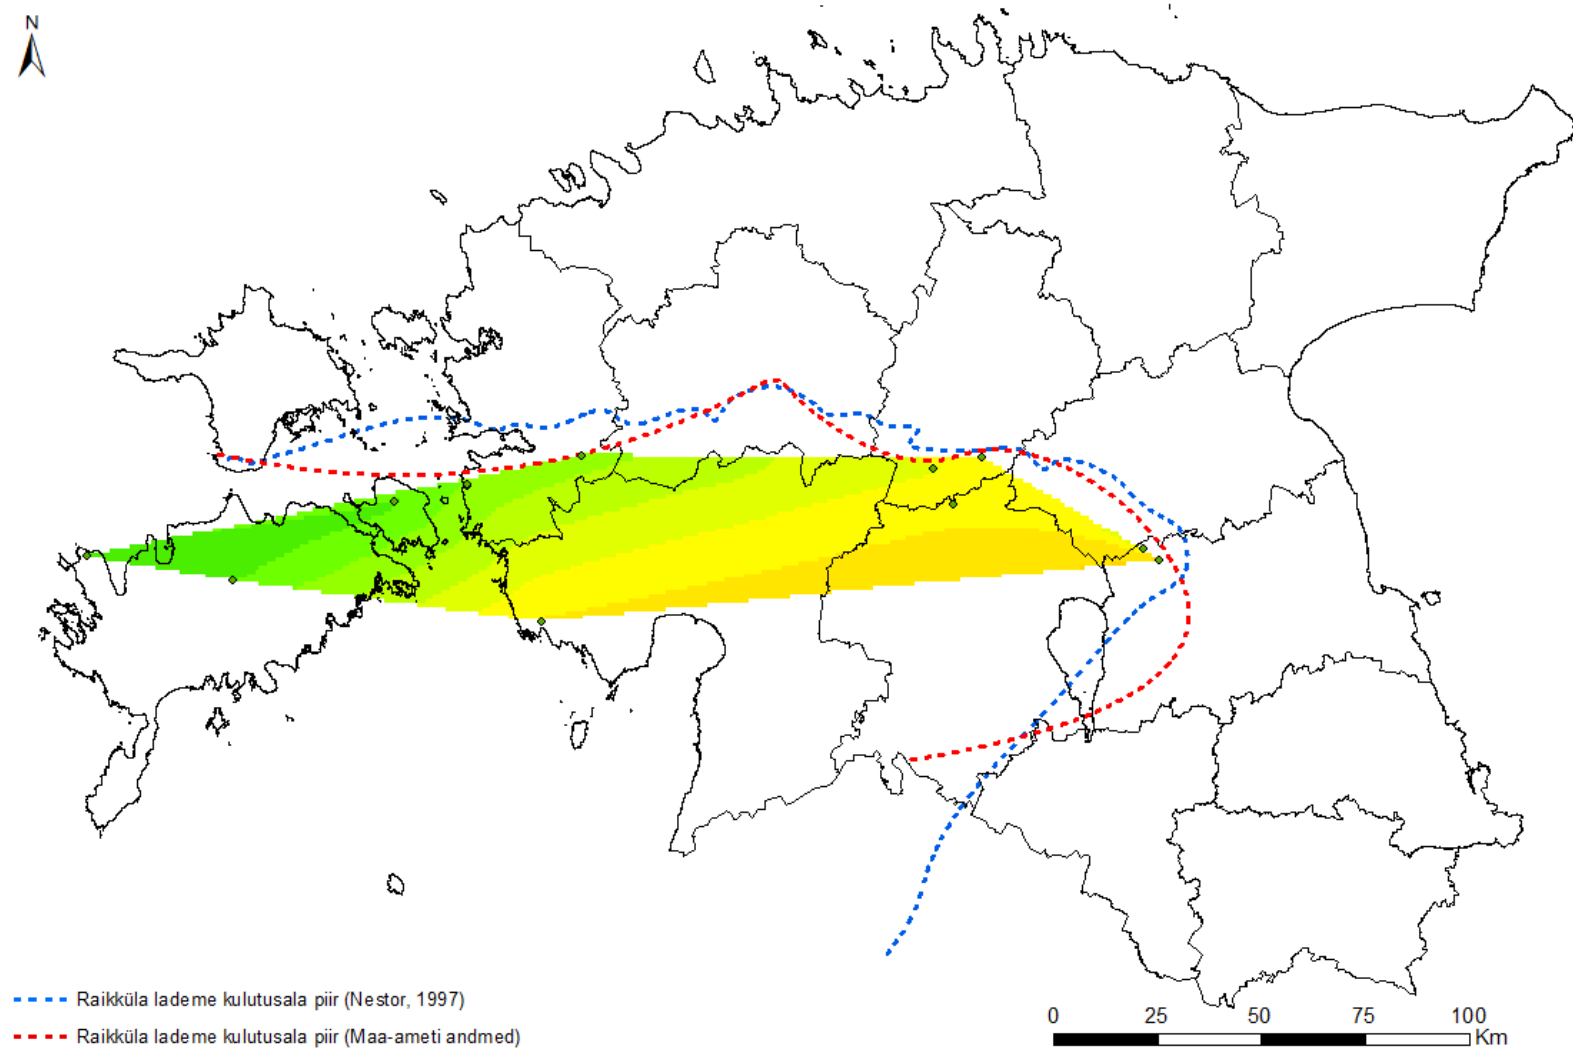 N
Raikküla lademe kulutusala piir (Nestor, 1997)
Raikküla lademe kulutusala piir (Maa-ameti andmed)
0 25 50 75 100
Km